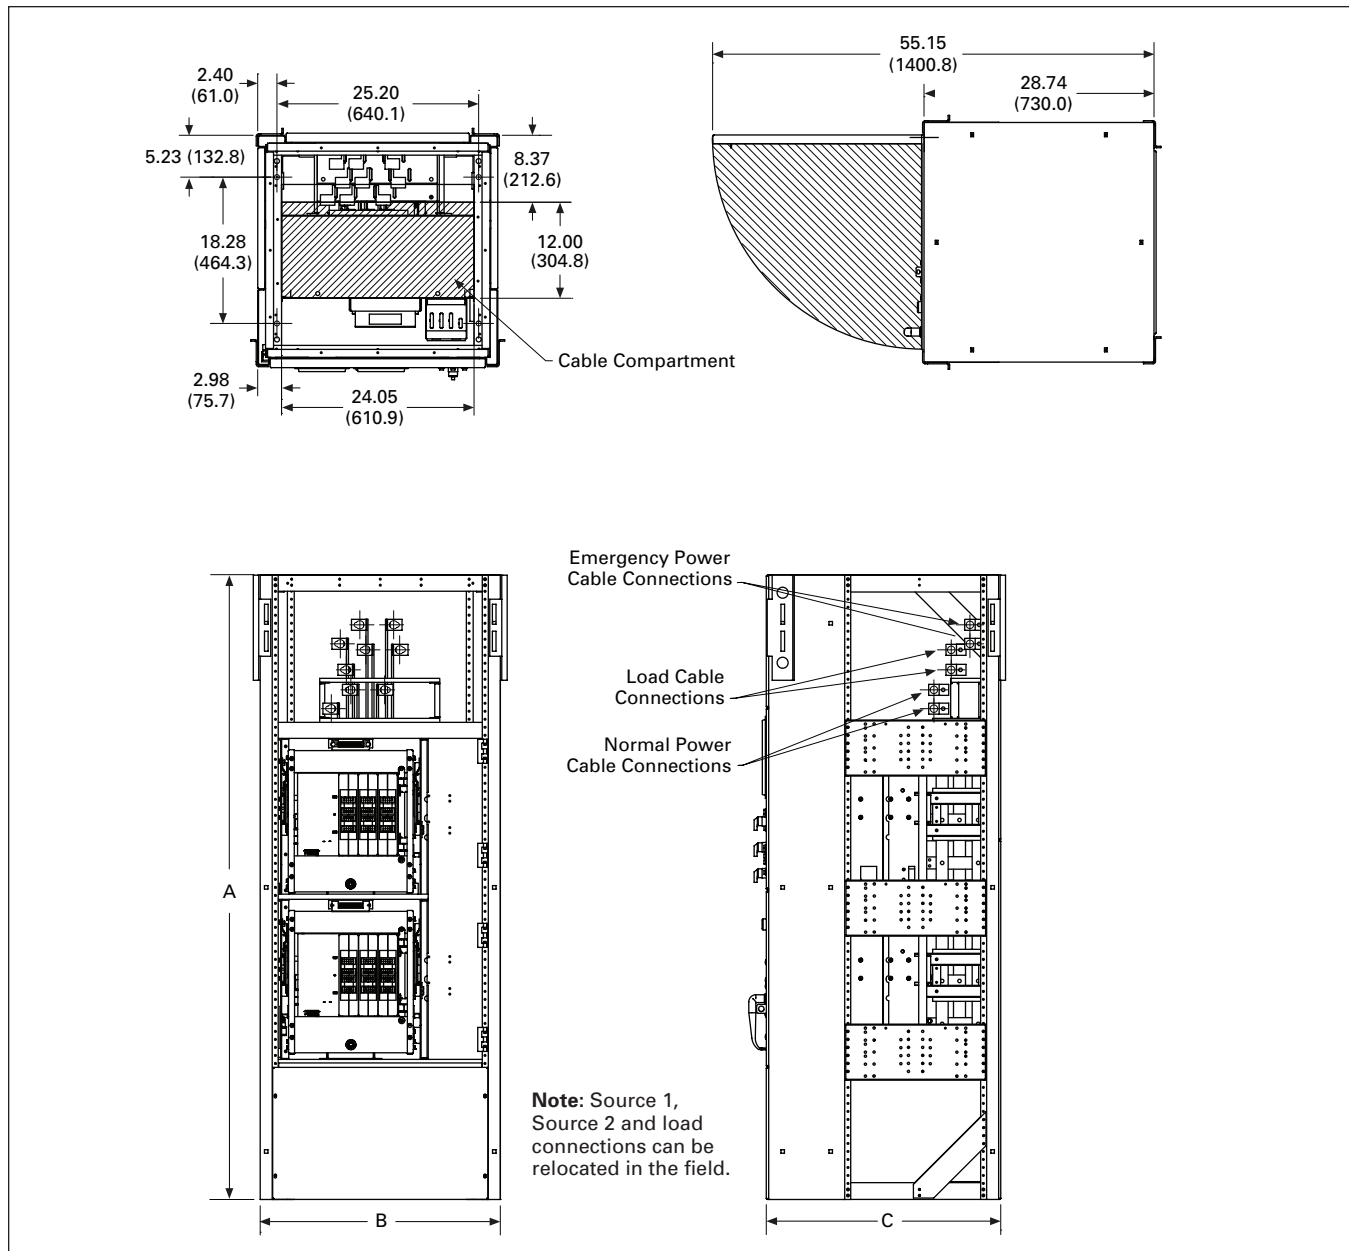 2.40
(61.0)
25.20
(640.1)
5.23 (132.8)
8.37
(212.6)
18.28
(464.3)
12.00
(304.8)
Cable Compartment
2.98
(75.7)
24.05
(610.9)
55.15
(1400.8)
28.74
(730.0)
Emergency Power
Cable Connections
Load Cable
Connections
Normal Power
Cable Connections
A
Note: Source 1,
Source 2 and load
connections can be
relocated in the field.
B
C